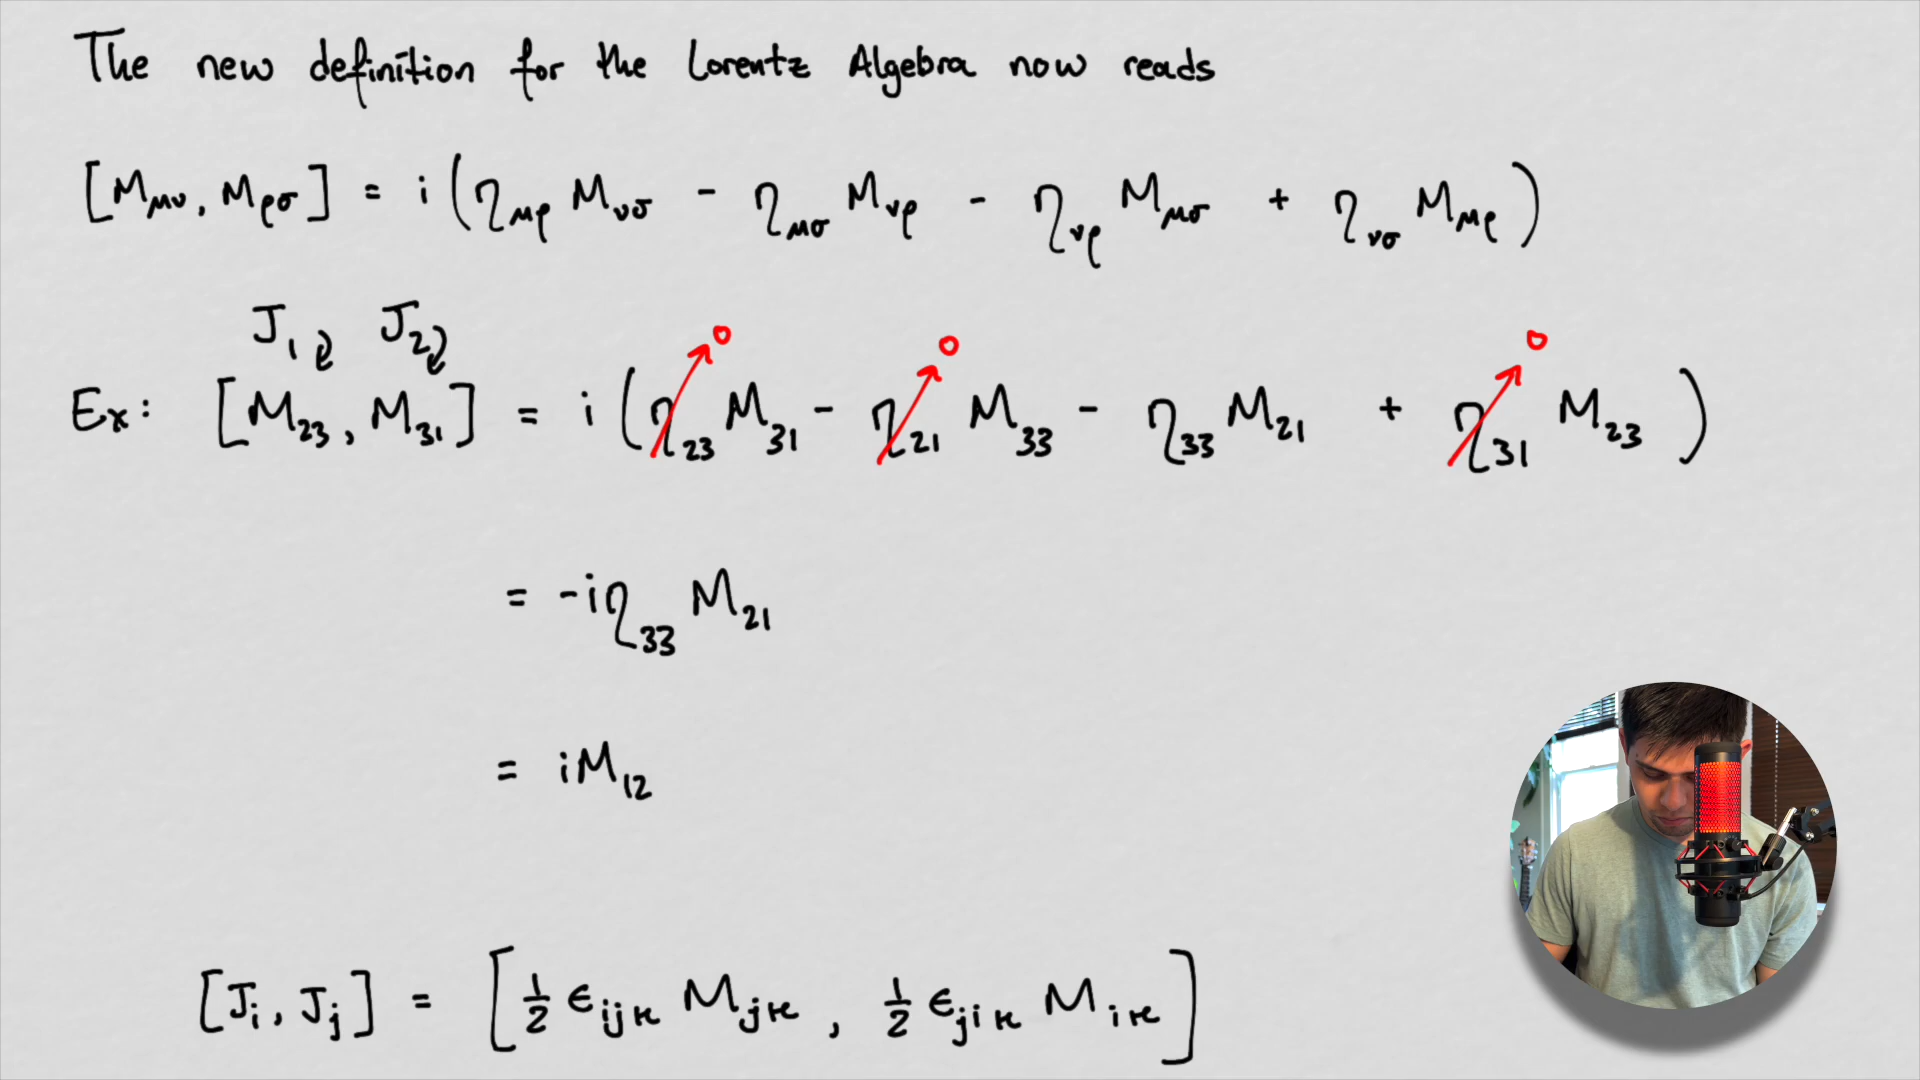 The new definition for the Lorentz Algebra now reads
[M_μν, M_ρσ] = i (η_μρ M_νσ - η_μσ M_νρ - η_νρ M_μσ + η_νσ M_μρ)
J_1 J_2 0 0 0
Ex: [M_23, M_31] = i (η_23 M_31 - η_21 M_33 - η_33 M_21 + η_31 M_23)
= -iη_33 M_21
= iM_12
[J_i, J_j] = [1/2 ϵ_ijk M_jk, 1/2 ϵ_jik M_ik]